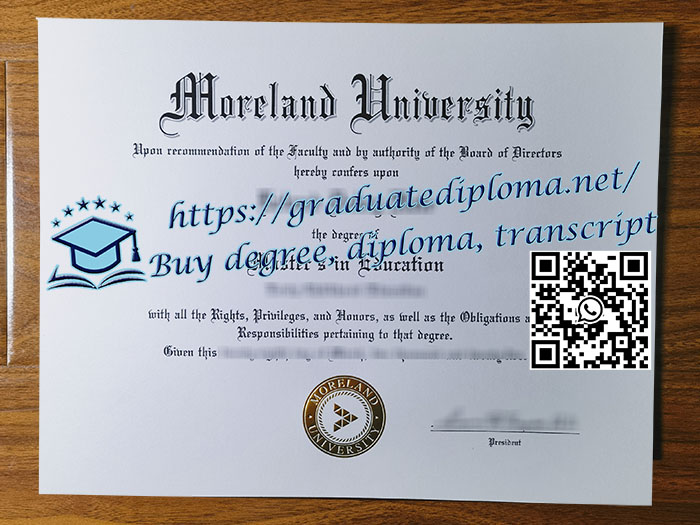 Moreland University
Upon recommendation of the Faculty and by authority of the Board of Directors
hereby confers upon
https://graduatediploma.net/
the degree of
Buy degree, diploma, transcript
Master's in Education
with all the Rights, Privileges, and Honors, as well as the Obligations
Responsibilities pertaining to that degree.
Given this
MORELAND UNIVERSITY
President